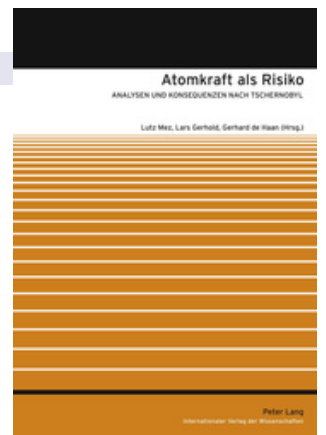 Atomkraft als Risiko
ANALYSEN UND KONSEQUENZEN NACH TSCHERNOBYL
Lutz Mez, Lars Gerhold, Gerhard de Haan (Hrsg.)
Peter Lang
Internationaler Verlag der Wissenschaften